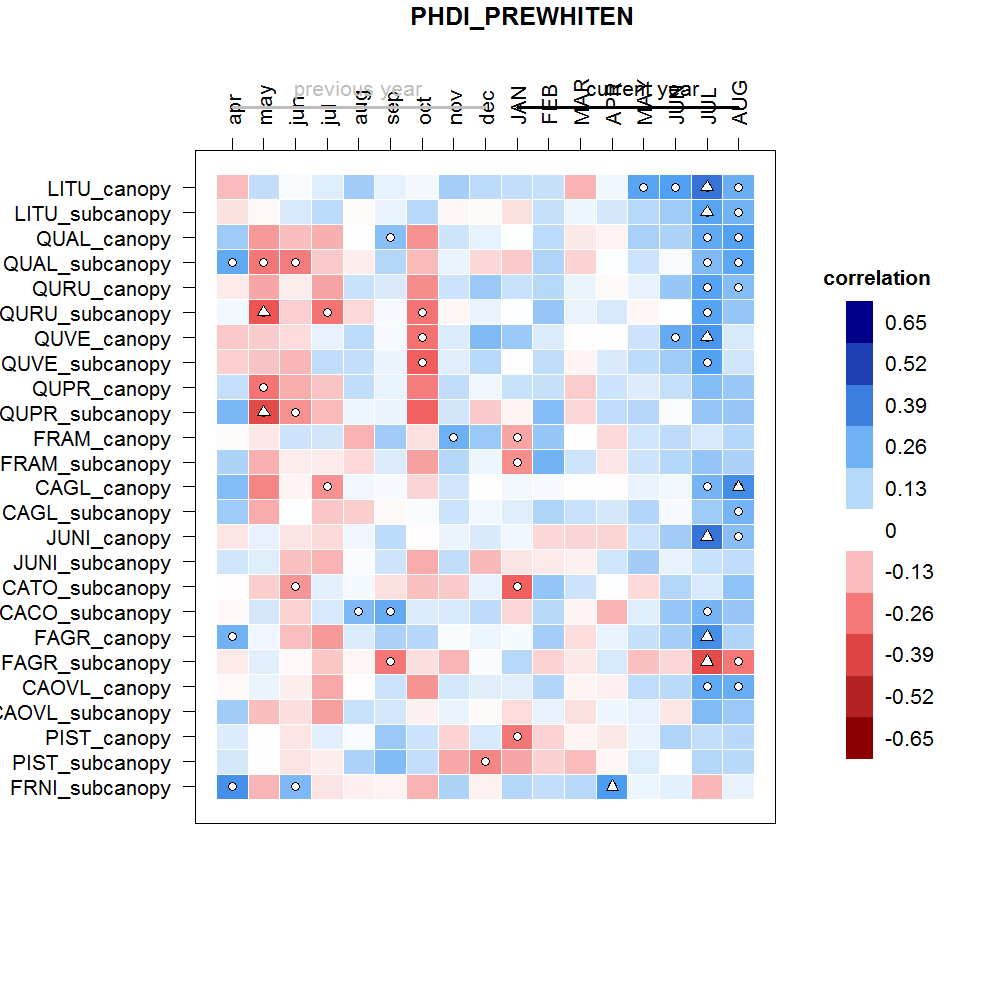 PHDI_PREWHITEN
previous year
current year
apr
may
jun
jul
aug
sep
oct
nov
dec
JAN
FEB
MAR
APR
MAY
JUN
JUL
AUG
LITU_canopy
LITU_subcanopy
QUAL_canopy
QUAL_subcanopy
QURU_canopy
QURU_subcanopy
QUVE_canopy
QUVE_subcanopy
QUPR_canopy
QUPR_subcanopy
FRAM_canopy
FRAM_subcanopy
CAGL_canopy
CAGL_subcanopy
JUNI_canopy
JUNI_subcanopy
CATO_subcanopy
CACO_subcanopy
FAGR_canopy
FAGR_subcanopy
CAOVL_canopy
CAOVL_subcanopy
PIST_canopy
PIST_subcanopy
FRNI_subcanopy
correlation
0.65
0.52
0.39
0.26
0.13
0
-0.13
-0.26
-0.39
-0.52
-0.65